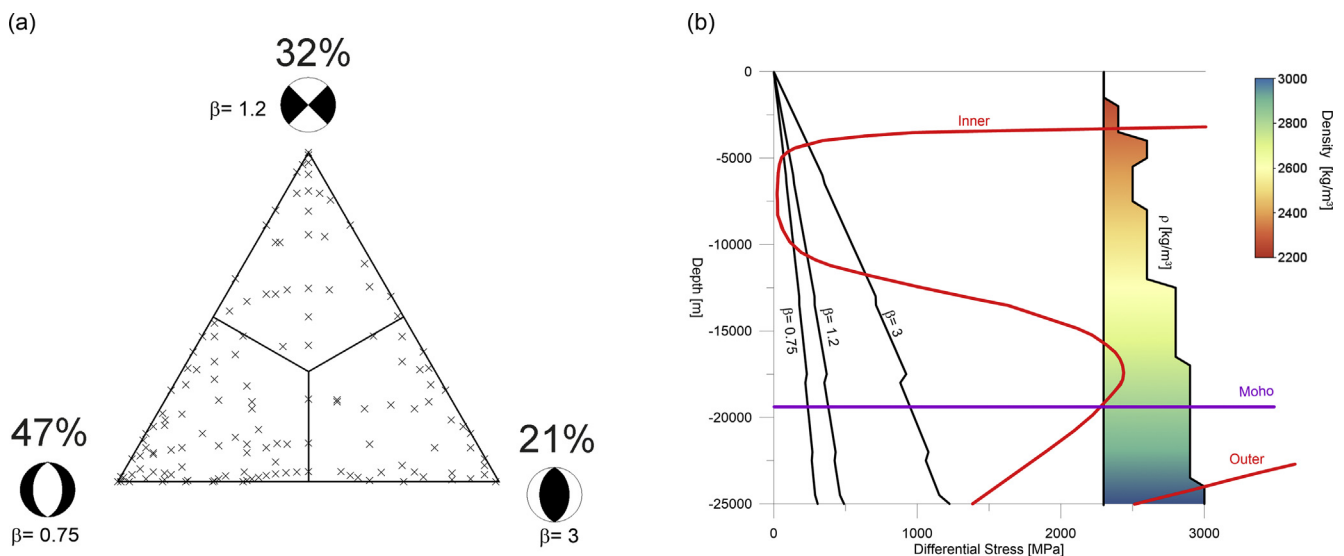 (a)
32%
β= 1.2
47%
β= 0.75
21%
β= 3
(b)
0
-5000
-10000
-15000
-20000
-25000
Depth [m]
0
1000
2000
3000
Differential Stress [MPa]
Inner
β= 0.75
β= 1.2
β= 3
ρ [kg/m³]
Moho
Outer
3000
2800
2600
2400
2200
Density [kg/m³]